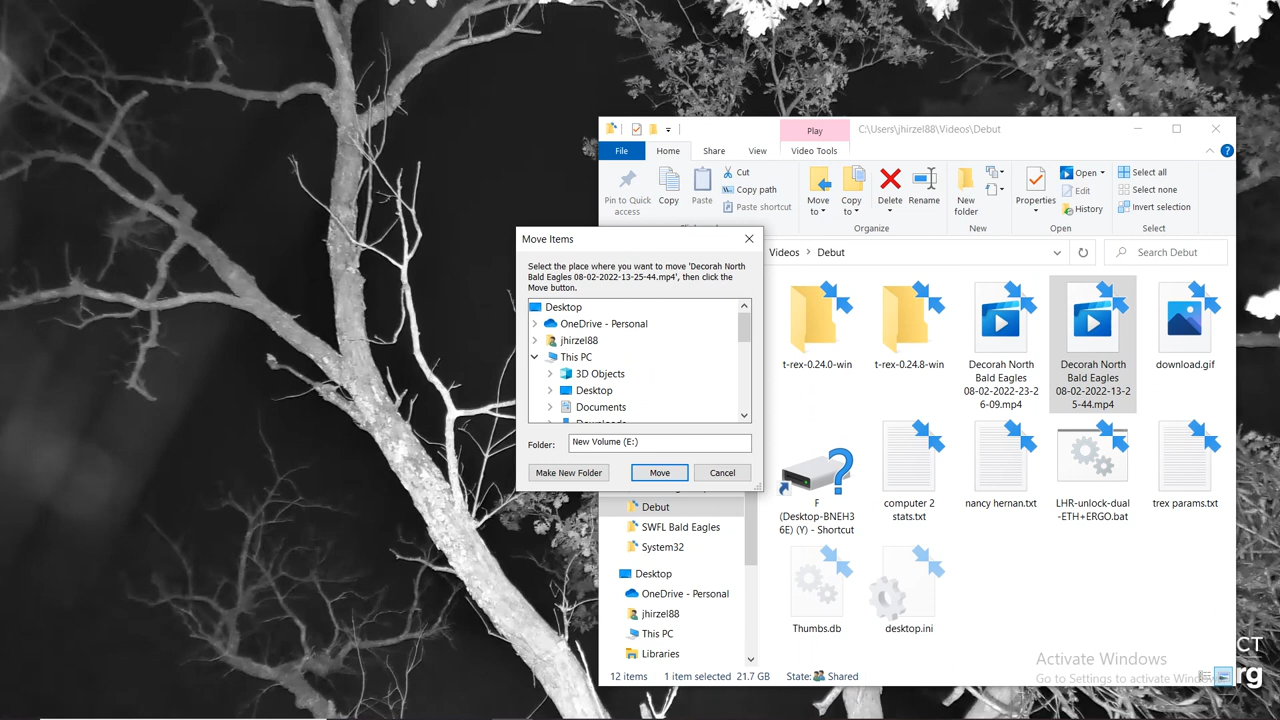 Play
C:\Users\jhirzel88\Videos\Debut
File
Home
Share
View
Video Tools
Pin to Quick
access
Copy
Paste
Cut
Copy path
Paste shortcut
Move
to
Copy
to
Delete
Rename
Organize
New
folder
New
Properties
Open
Edit
History
Open
Select all
Select none
Invert selection
Select
Videos
Debut
Search Debut
Move Items
Select the place where you want to move 'Decorah North
Bald Eagles 08-02-2022-13-25-44.mp4', then click the
Move button.
Desktop
OneDrive - Personal
jhirzel88
This PC
3D Objects
Desktop
Documents
Folder:
New Volume (E:)
Make New Folder
Move
Cancel
t-rex-0.24.0-win
t-rex-0.24.8-win
Decorah North
Bald Eagles
08-02-2022-23-2
6-09.mp4
Decorah North
Bald Eagles
08-02-2022-13-2
5-44.mp4
download.gif
F
(Desktop-BNEH3
6E) (Y) - Shortcut
computer 2
stats.txt
nancy hernan.txt
LHR-unlock-dual
-ETH+ERGO.bat
trex params.txt
Thumbs.db
desktop.ini
Debut
SWFL Bald Eagles
System32
Desktop
OneDrive - Personal
jhirzel88
This PC
Libraries
12 items
1 item selected
21.7 GB
State:
Shared
Activate Windows
Go to Settings to activate Windows
CT
rg